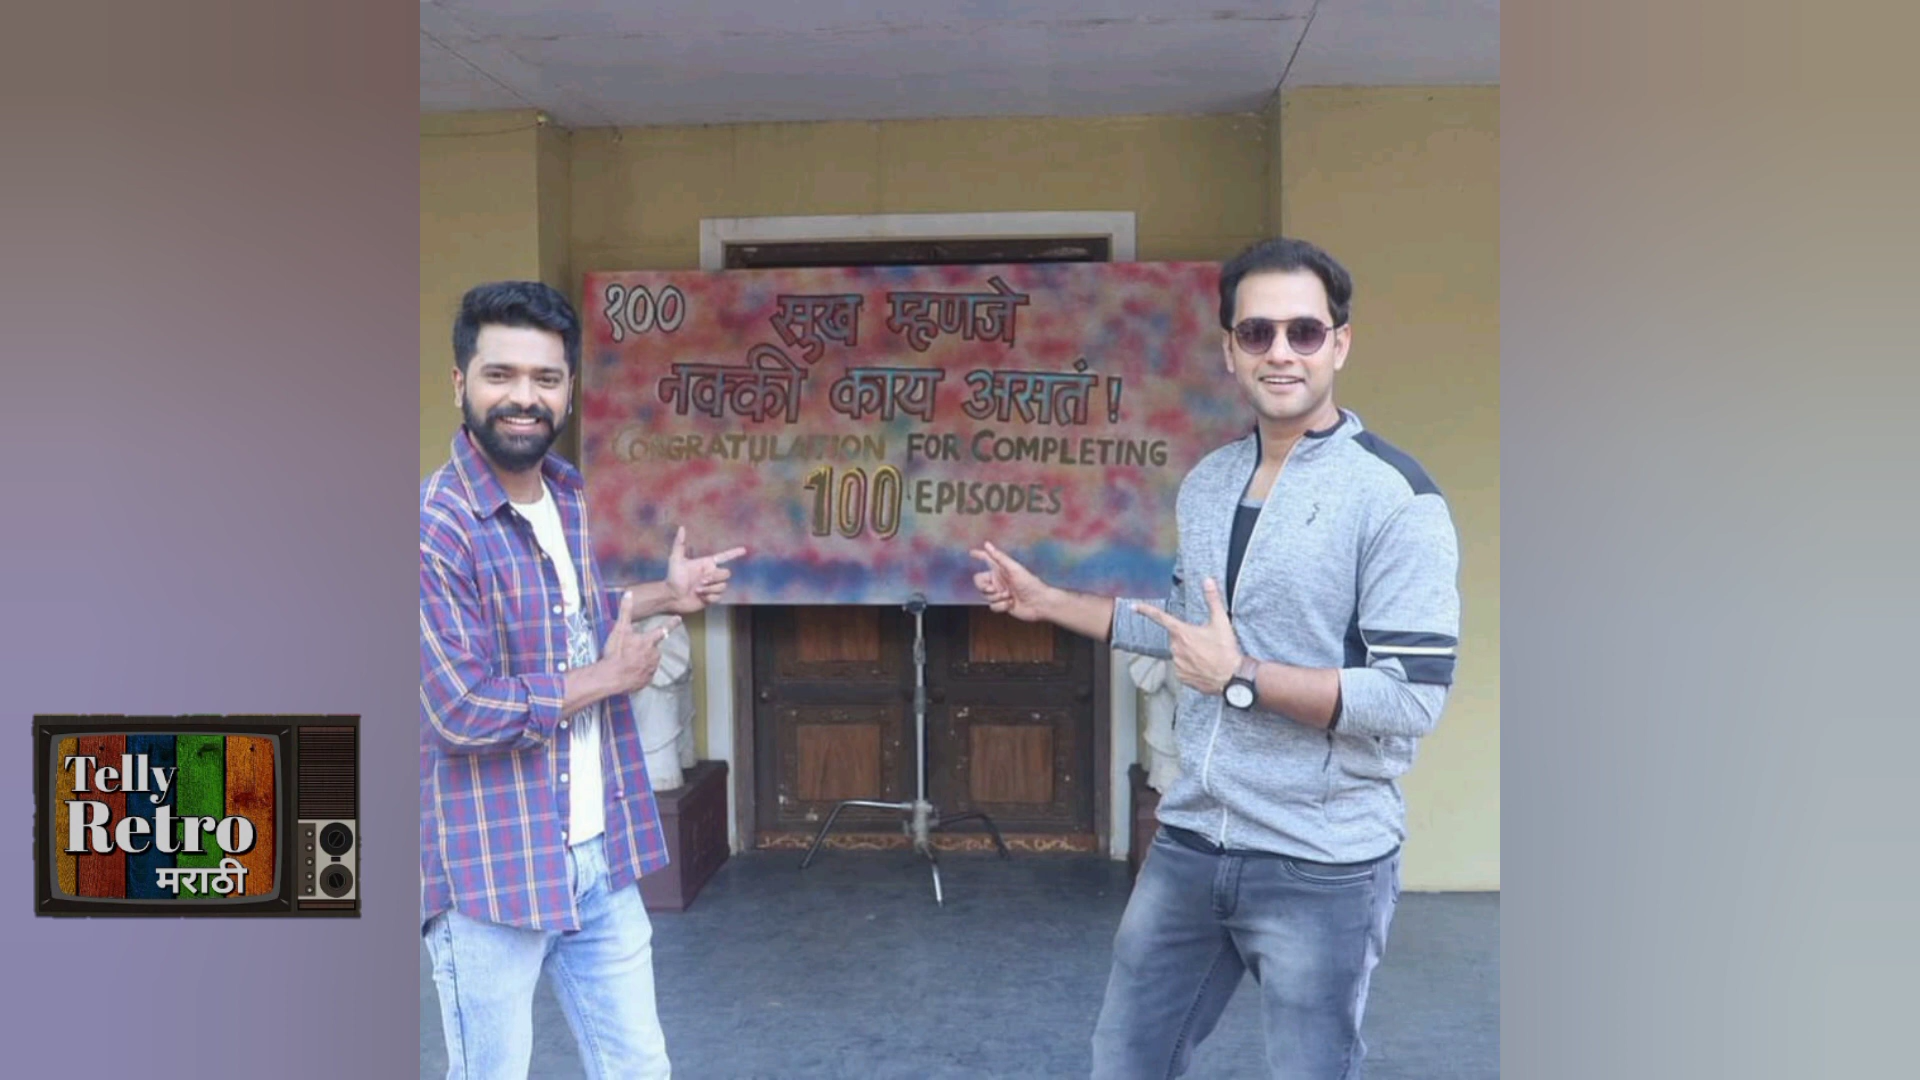 १००
सुख म्हणजे
नक्की काय असतं!
CONGRATULATION FOR COMPLETING
100 EPISODES
Telly
Retro
मराठी